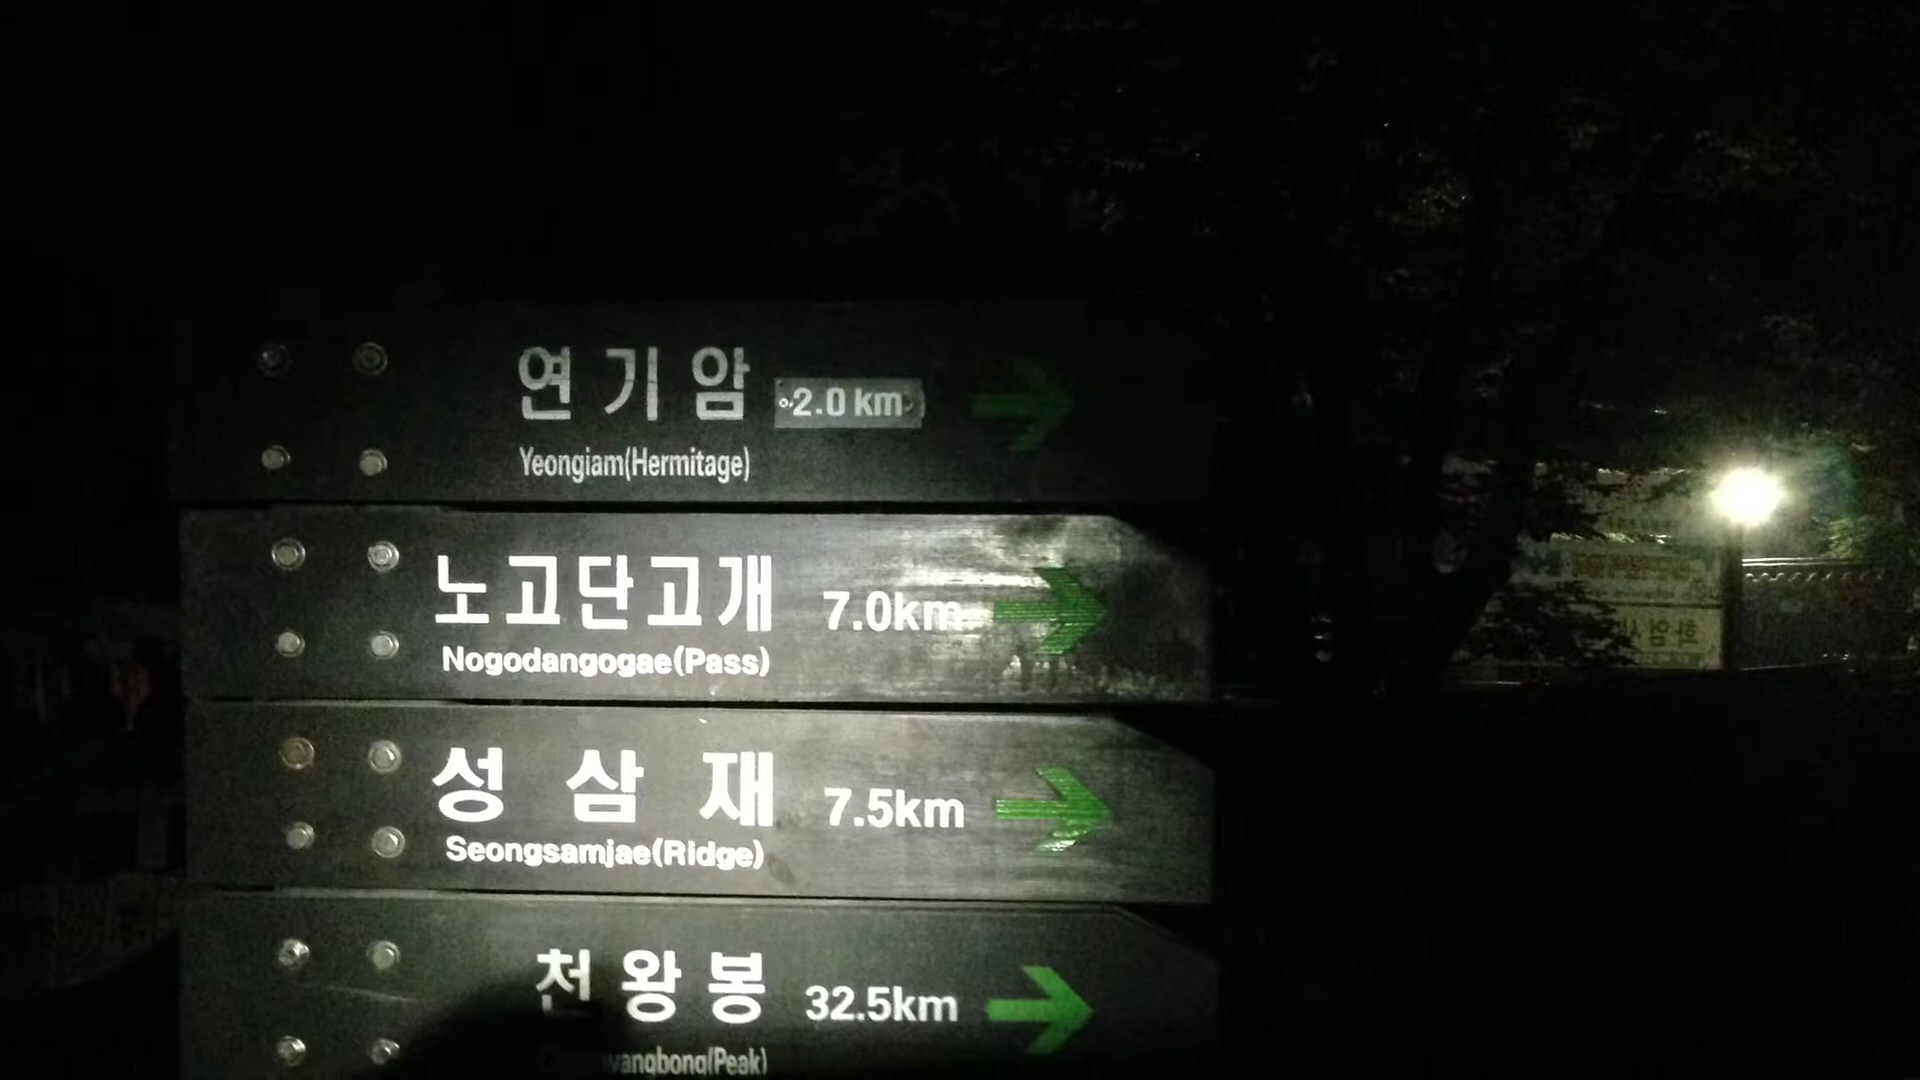 연기암 2.0 km
Yeongiam(Hermitage)
노고단고개 7.0km
Nogodangogae(Pass)
성삼재 7.5km
Seongsamjae(Ridge)
천왕봉 32.5km
(Peak)